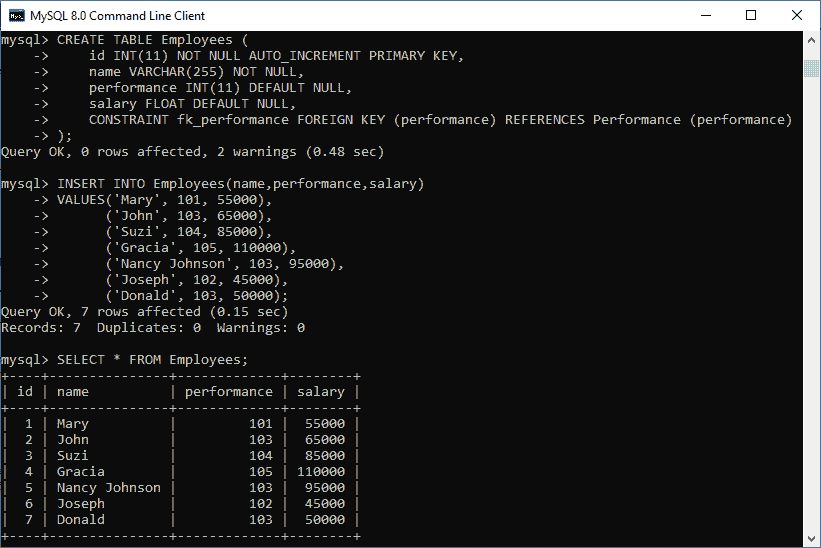 MySQL 8.0 Command Line Client
mysql> CREATE TABLE Employees (
    ->     id INT(11) NOT NULL AUTO_INCREMENT PRIMARY KEY,
    ->     name VARCHAR(255) NOT NULL,
    ->     performance INT(11) DEFAULT NULL,
    ->     salary FLOAT DEFAULT NULL,
    ->     CONSTRAINT fk_performance FOREIGN KEY (performance) REFERENCES Performance (performance)
    -> );
Query OK, 0 rows affected, 2 warnings (0.48 sec)
mysql> INSERT INTO Employees(name,performance,salary)
    -> VALUES('Mary', 101, 55000),
    ->       ('John', 103, 65000),
    ->       ('Suzi', 104, 85000),
    ->       ('Gracia', 105, 110000),
    ->       ('Nancy Johnson', 103, 95000),
    ->       ('Joseph', 102, 45000),
    ->       ('Donald', 103, 50000);
Query OK, 7 rows affected (0.15 sec)
Records: 7  Duplicates: 0  Warnings: 0
mysql> SELECT * FROM Employees;
+----+---------------+-------------+--------+
| id | name          | performance | salary |
+----+---------------+-------------+--------+
|  1 | Mary          |         101 |  55000 |
|  2 | John          |         103 |  65000 |
|  3 | Suzi          |         104 |  85000 |
|  4 | Gracia        |         105 | 110000 |
|  5 | Nancy Johnson |         103 |  95000 |
|  6 | Joseph        |         102 |  45000 |
|  7 | Donald        |         103 |  50000 |
+----+---------------+-------------+--------+